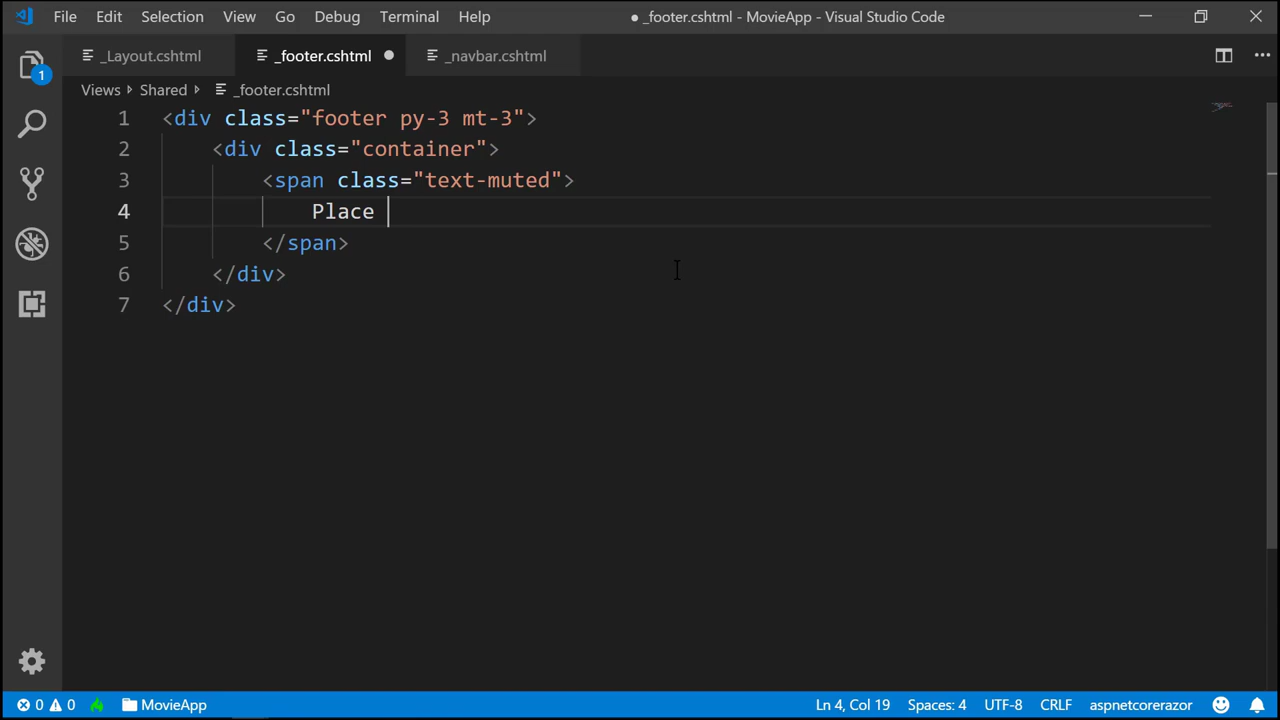 File Edit Selection View Go Debug Terminal Help ● _footer.cshtml - MovieApp - Visual Studio Code
1
_Layout.cshtml _footer.cshtml _navbar.cshtml
Views Shared _footer.cshtml
1 <div class="footer py-3 mt-3">
2 <div class="container">
3 <span class="text-muted">
4 Place
5 </span>
6 </div>
7 </div>
0 0 MovieApp Ln 4, Col 19 Spaces: 4 UTF-8 CRLF aspnetcorerazor